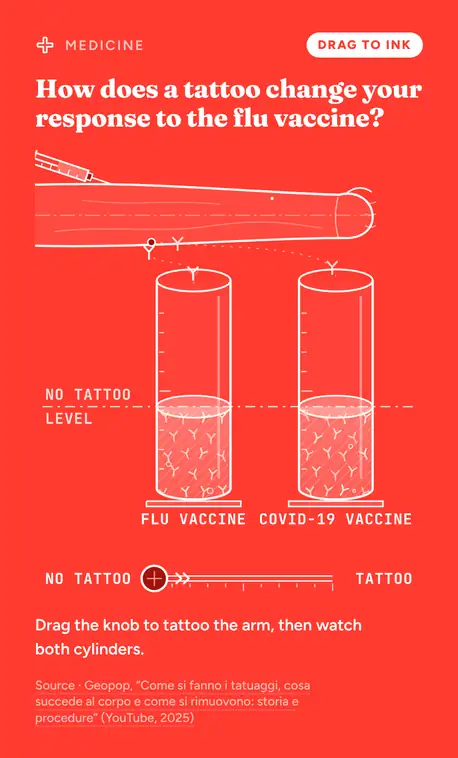 MEDICINE
DRAG TO INK
How does a tattoo change your
response to the flu vaccine?
NO TATTOO
LEVEL
FLU VACCINE
COVID-19 VACCINE
NO TATTOO
TATTOO
Drag the knob to tattoo the arm, then watch
both cylinders.
Source · Geopop, “Come si fanno i tatuaggi, cosa
succede al corpo e come si rimuovono: storia e
procedure” (YouTube, 2025)